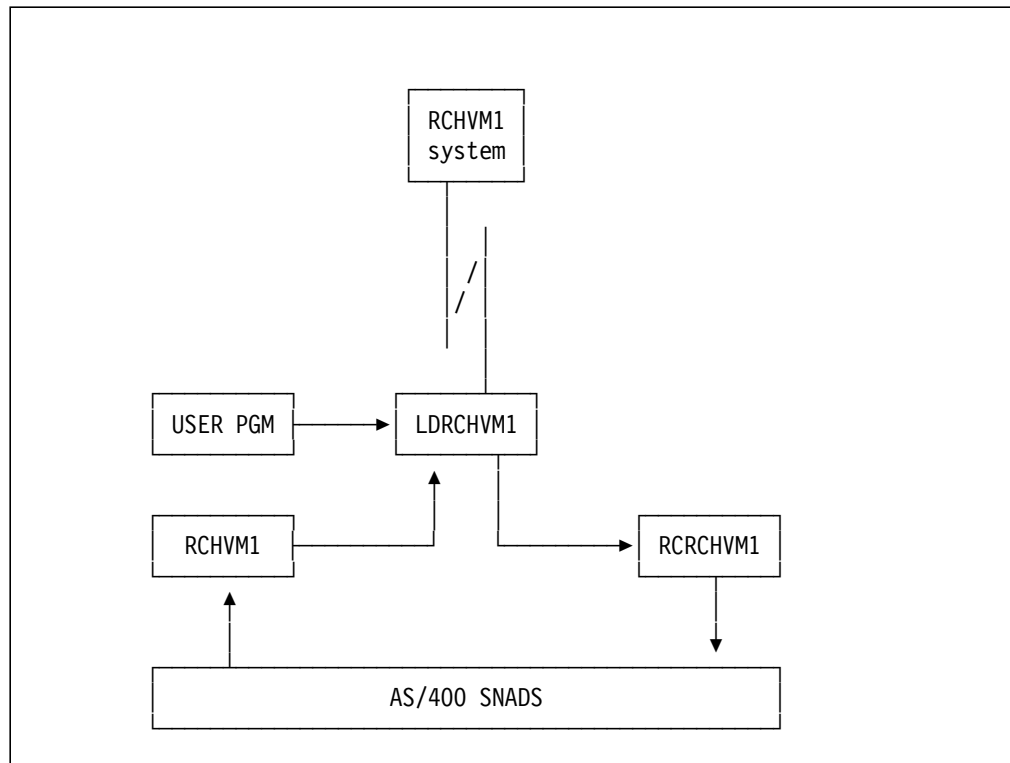 RCHVM1
system
USER PGM
LDRCHVM1
RCHVM1
RCRCHVM1
AS/400 SNADS